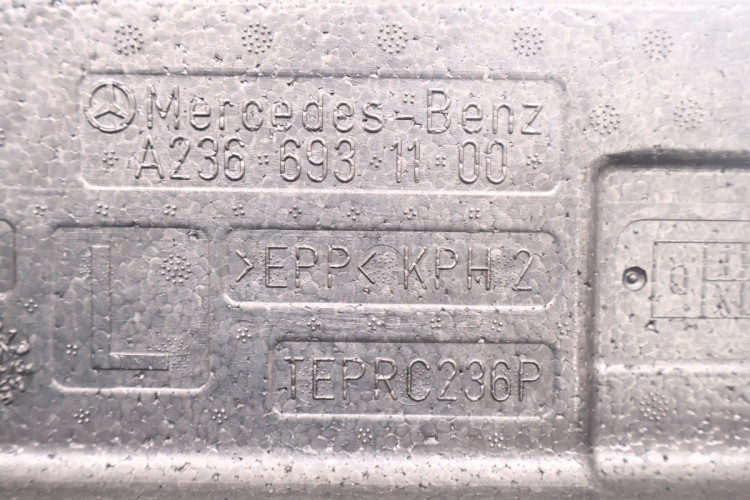 Mercedes-Benz
A236 693 11 00
L
>EPP< KPH 2
TEPRC236P